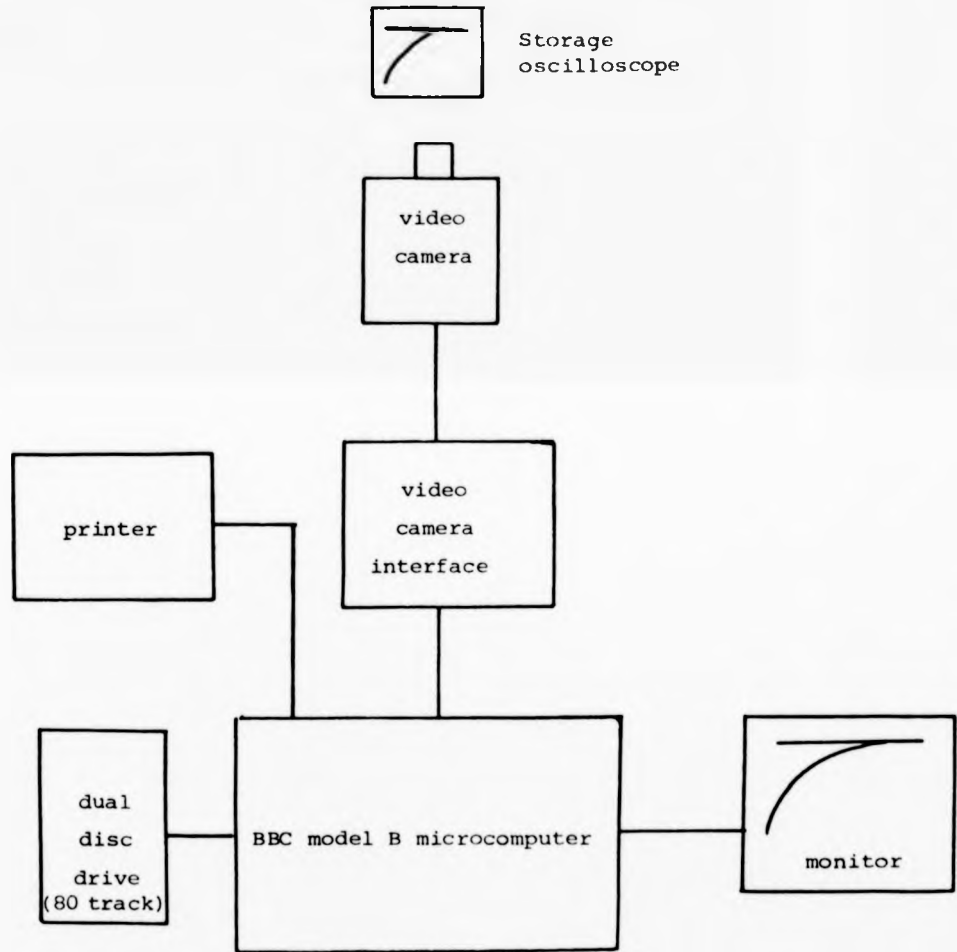 Storage
oscilloscope
video
camera
video
camera
interface
printer
dual
disc
drive
(80 track)
BBC model B microcomputer
monitor